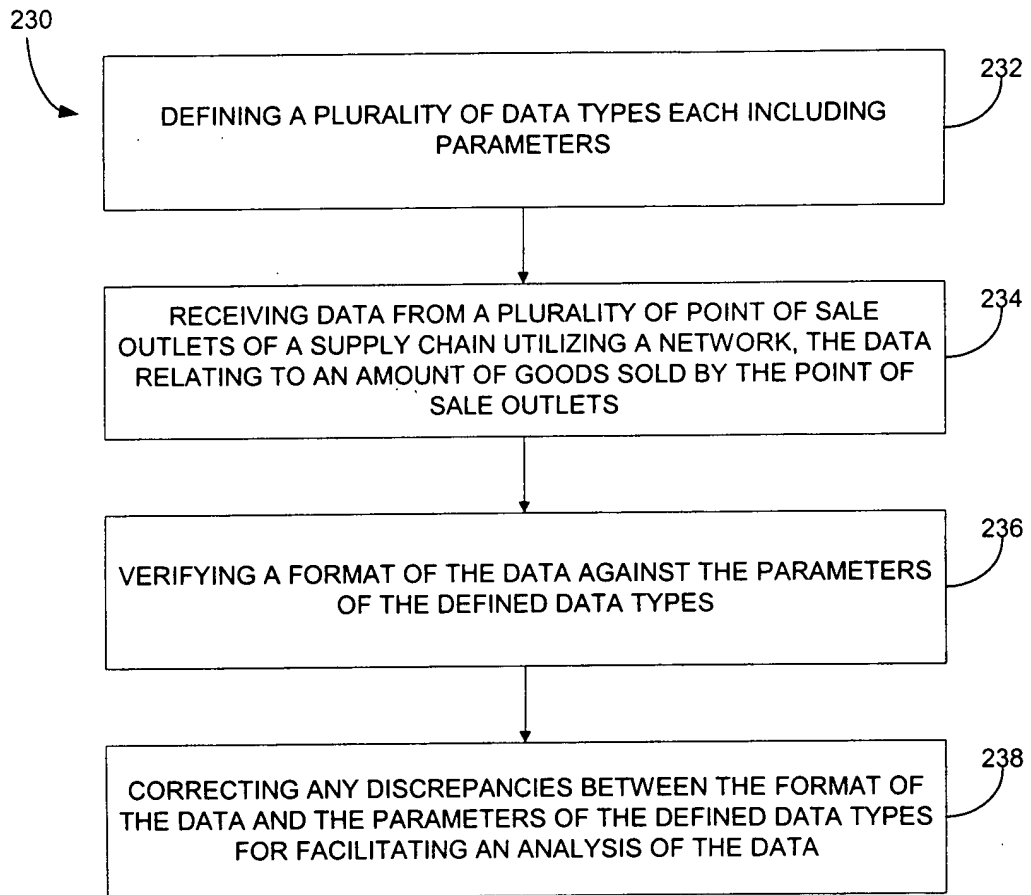 230
232
DEFINING A PLURALITY OF DATA TYPES EACH INCLUDING
PARAMETERS
234
RECEIVING DATA FROM A PLURALITY OF POINT OF SALE
OUTLETS OF A SUPPLY CHAIN UTILIZING A NETWORK, THE DATA
RELATING TO AN AMOUNT OF GOODS SOLD BY THE POINT OF
SALE OUTLETS
236
VERIFYING A FORMAT OF THE DATA AGAINST THE PARAMETERS
OF THE DEFINED DATA TYPES
238
CORRECTING ANY DISCREPANCIES BETWEEN THE FORMAT OF
THE DATA AND THE PARAMETERS OF THE DEFINED DATA TYPES
FOR FACILITATING AN ANALYSIS OF THE DATA